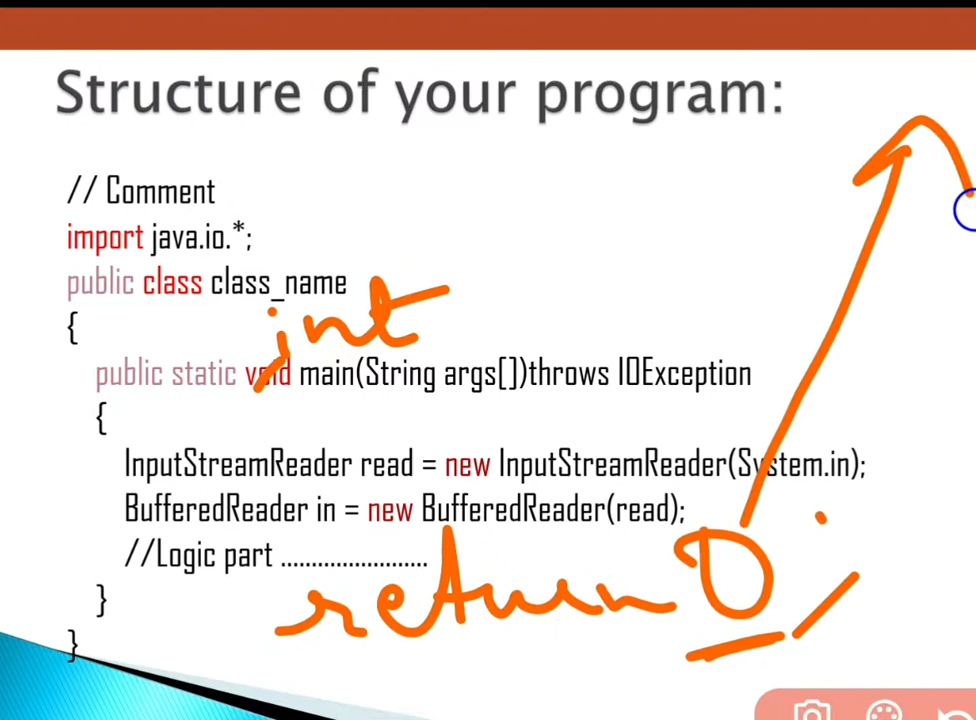 Structure of your program:
// Comment
import java.io.*;
public class class_name
{
int
public static void main(String args[])throws IOException
{
InputStreamReader read = new InputStreamReader(System.in);
BufferedReader in = new BufferedReader(read);
//Logic part ........................
return 0;
}
}